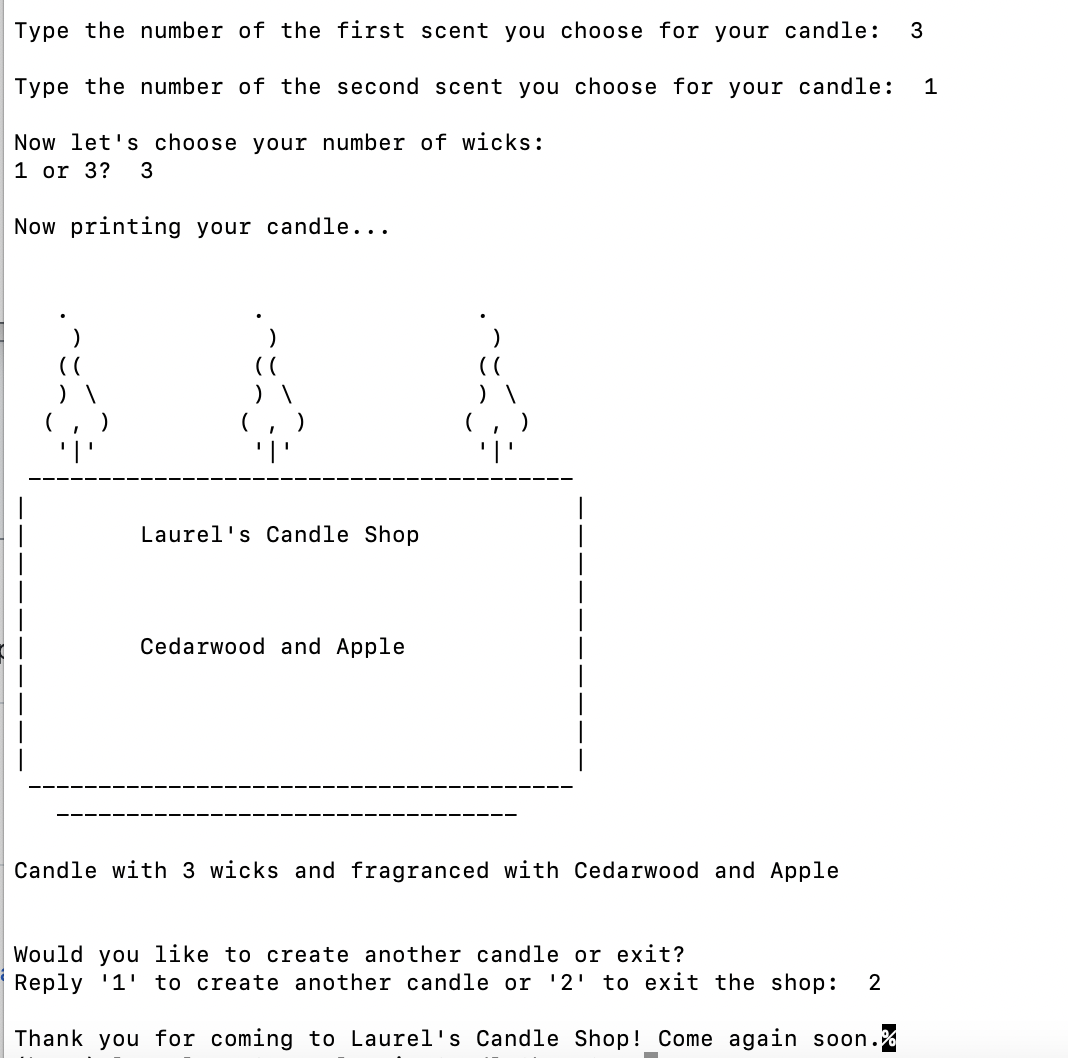 Type the number of the first scent you choose for your candle:  3
Type the number of the second scent you choose for your candle:  1
Now let's choose your number of wicks:
1 or 3?  3
Now printing your candle...
   .             .               .
    )             )               )
   ((            ((              ((
   ) \           ) \             ) \
  ( , )         ( , )           ( , )
   '|'           '|'             '|'
 ---------------------------------------
|                                       |
|        Laurel's Candle Shop           |
|                                       |
|                                       |
|                                       |
|        Cedarwood and Apple            |
|                                       |
|                                       |
|                                       |
|                                       |
 ---------------------------------------
   ---------------------------------
Candle with 3 wicks and fragranced with Cedarwood and Apple
Would you like to create another candle or exit?
Reply '1' to create another candle or '2' to exit the shop:  2
Thank you for coming to Laurel's Candle Shop! Come again soon.%